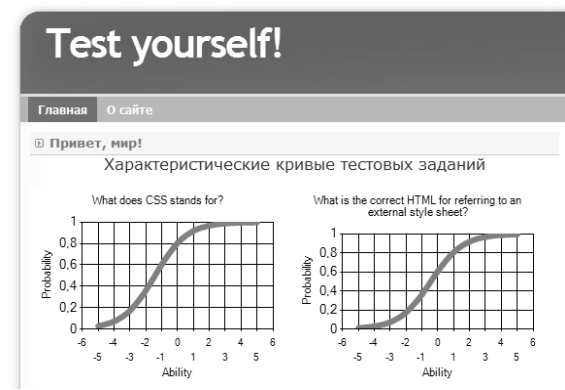 Test yourself!
Главная О сайте
Привет, мир!
Характеристические кривые тестовых заданий
What does CSS stands for?
1
0,8
0,6
0,4
0,2
0
Probability
-6 -4 -2 0 2 4 6
-5 -3 -1 1 3 5
Ability
What is the correct HTML for referring to an
external style sheet?
1
0,8
0,6
0,4
0,2
0
Probability
-6 -4 -2 0 2 4 6
-5 -3 -1 1 3 5
Ability